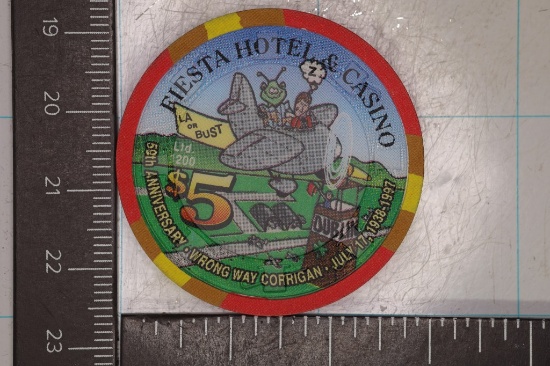 FIESTA HOTEL & CASINO
7
LA
OR
BUST
Ltd.
200
$5
DUBLIN
59th ANNIVERSARY "WRONG WAY CORRIGAN" · JULY 17, 1938-1997
19
20
21
22
23